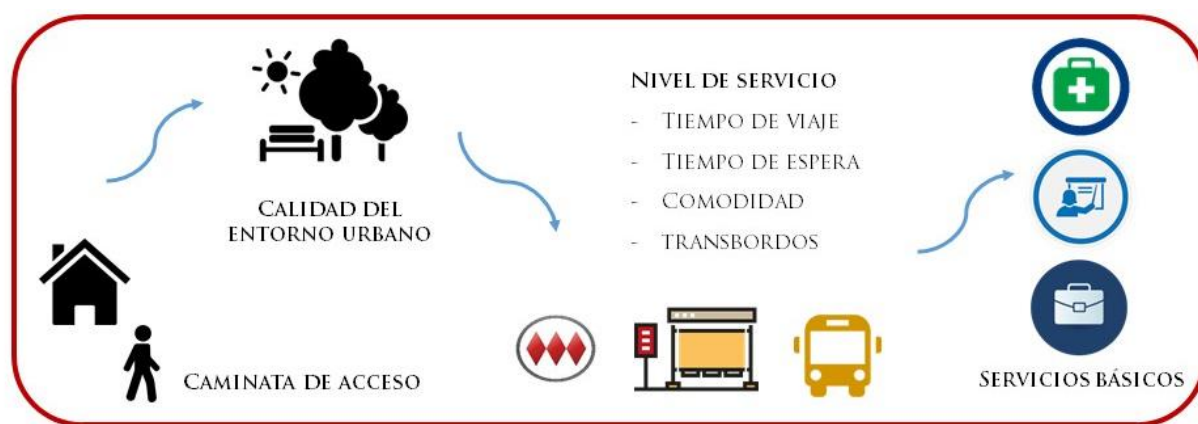 CALIDAD DEL
ENTORNO URBANO
CAMINATA DE ACCESO
NIVEL DE SERVICIO
- TIEMPO DE VIAJE
- TIEMPO DE ESPERA
- COMODIDAD
- TRANSBORDOS
SERVICIOS BÁSICOS